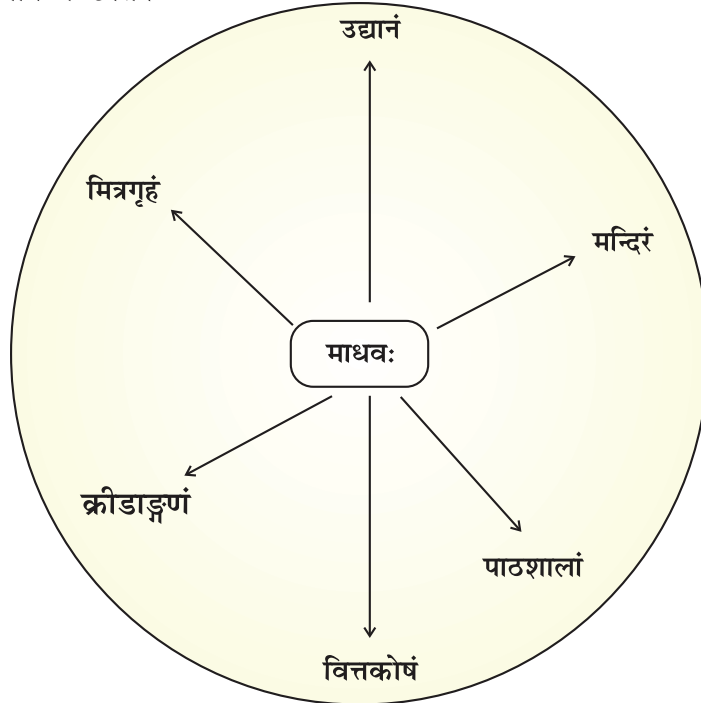 उद्यानं
मित्रगृहं
मन्दिरं
माधवः
क्रीडाङ्गणं
पाठशालां
वित्तकोषं